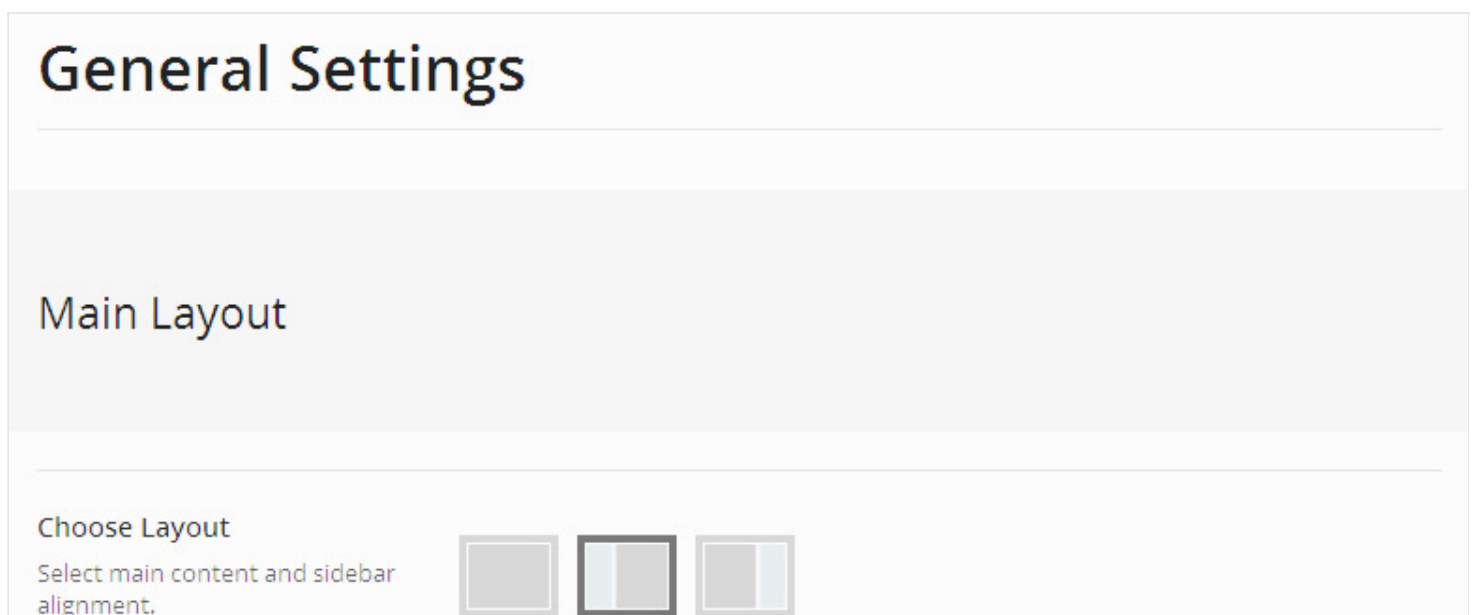 General Settings
Main Layout
Choose Layout
Select main content and sidebar
alignment.